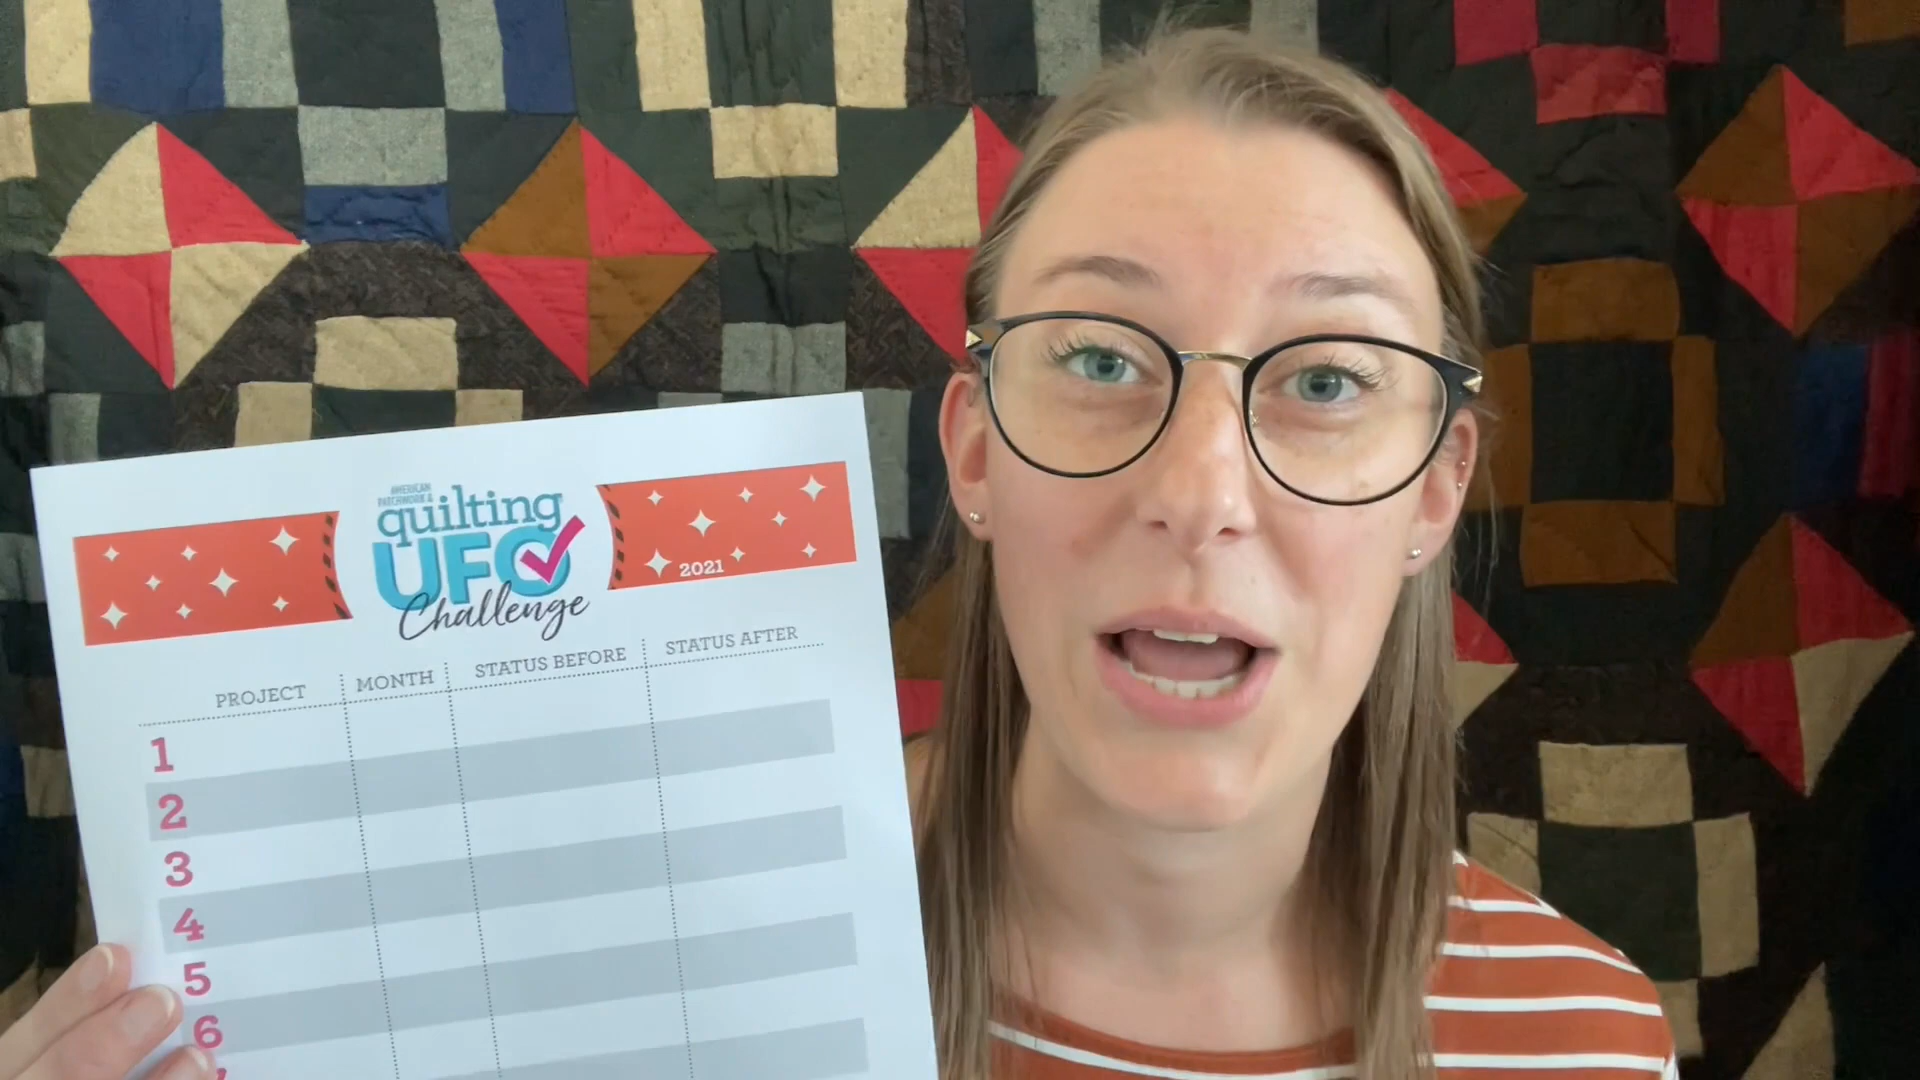 AMERICAN
PATCHWORK &
quilting
UFO
Challenge
2021
PROJECT MONTH STATUS BEFORE STATUS AFTER
1
2
3
4
5
6